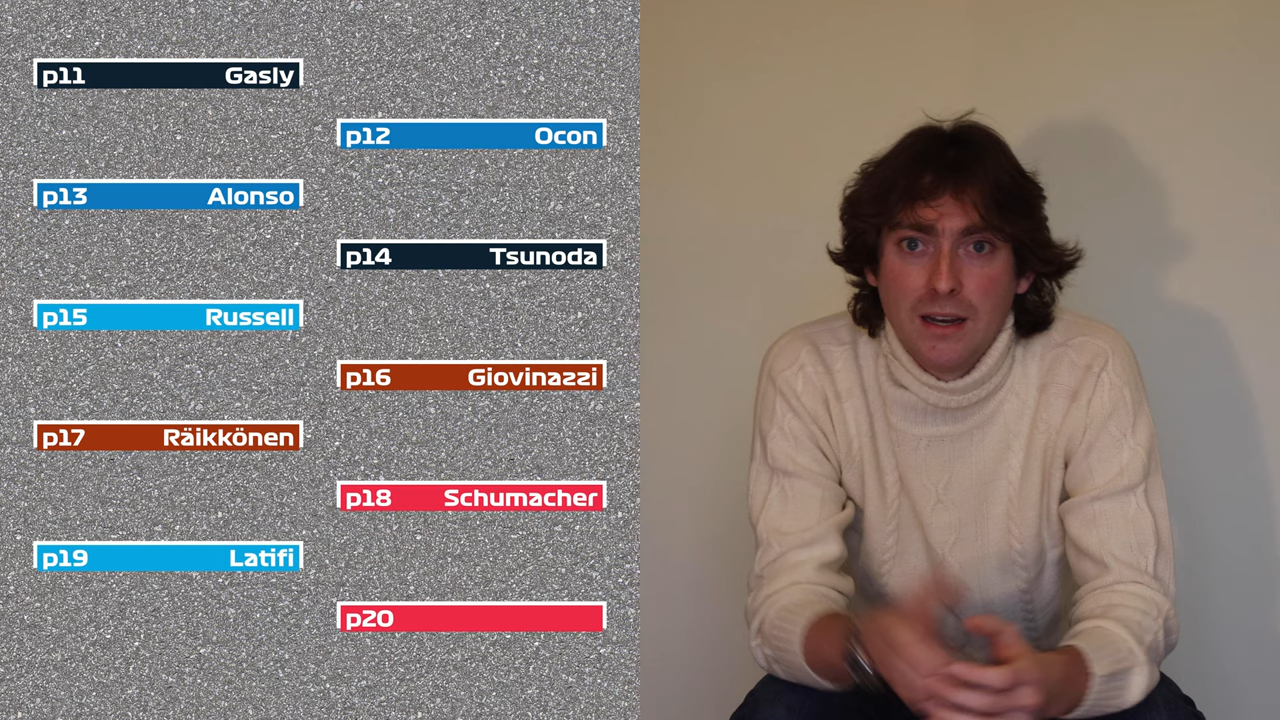 p11 Gasly
p12 Ocon
p13 Alonso
p14 Tsunoda
p15 Russell
p16 Giovinazzi
p17 Räikkönen
p18 Schumacher
p19 Latifi
p20